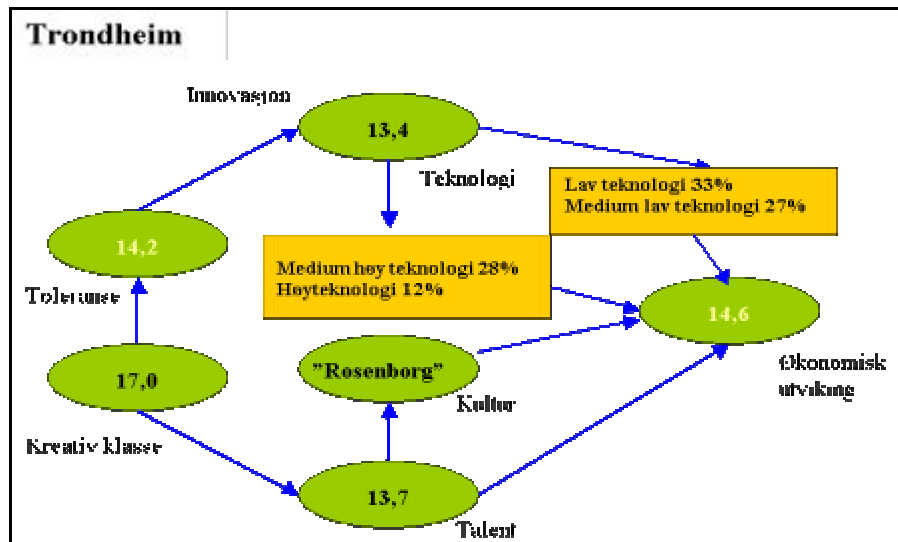 Trondheim
Innovasjon
13,4
Teknologi
Lav teknologi 33%
Medium lav teknologi 27%
14,2
Toleranse
Medium høy teknologi 28%
Høyteknologi 12%
14,6
Økonomisk
utviking
17,0
Kreativ klasse
”Rosenborg”
Kultur
13,7
Talent